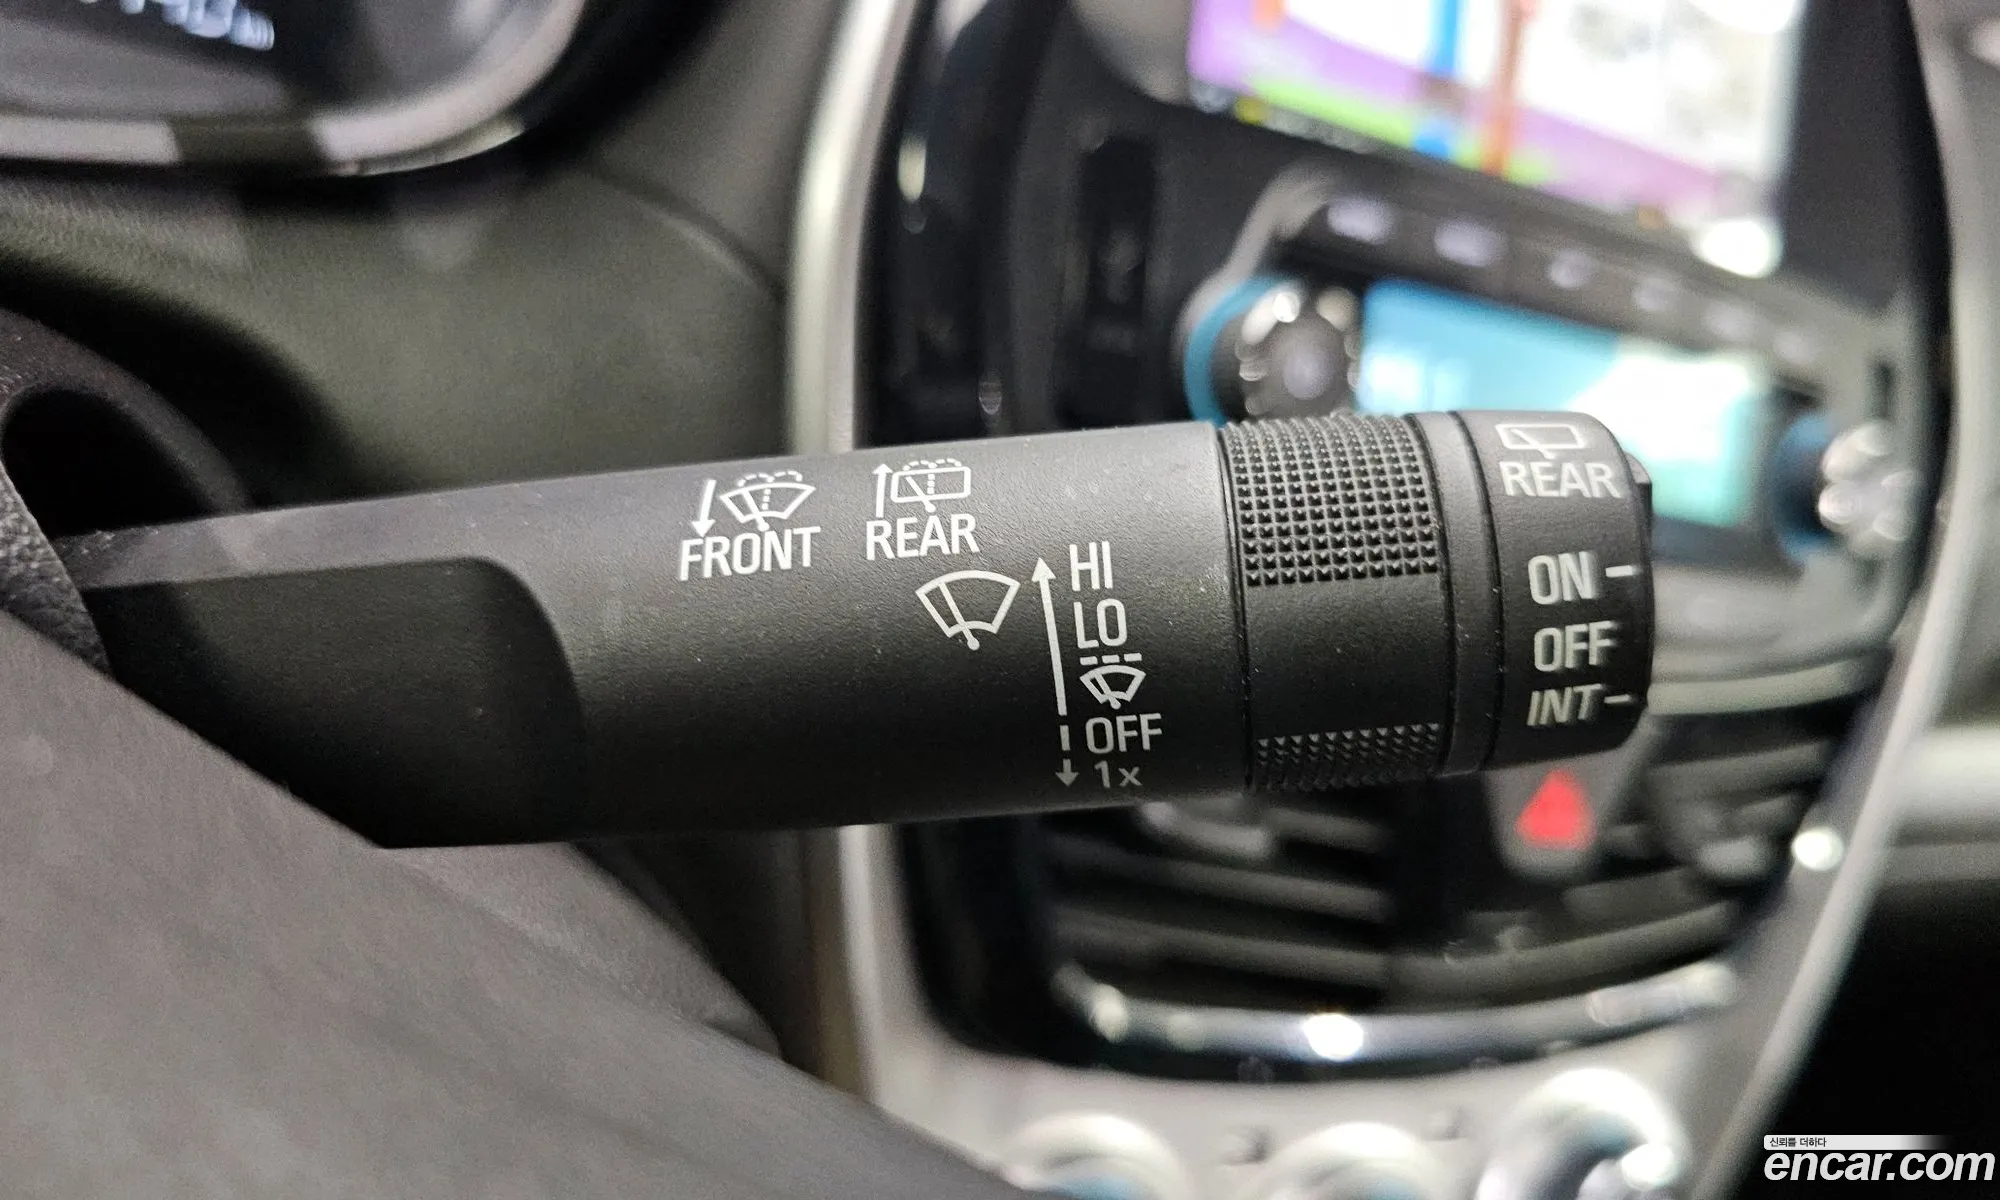 FRONT
REAR
HI
LO
OFF
1x
REAR
ON
OFF
INT
신뢰를 더하다
encar.com